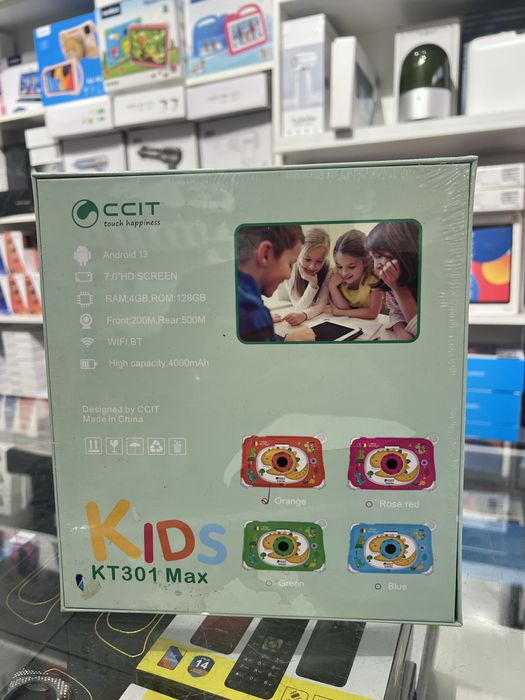 CCIT
touch happiness
Android 13
7.0"HD SCREEN
RAM:4GB,ROM:128GB
Front:200M,Rear:500M
WIFI,BT
High capacity:4000mAh
Designed by CCIT
Made in China
Orange
Rose red
Green
Blue
KIDS
KT301 Max
14